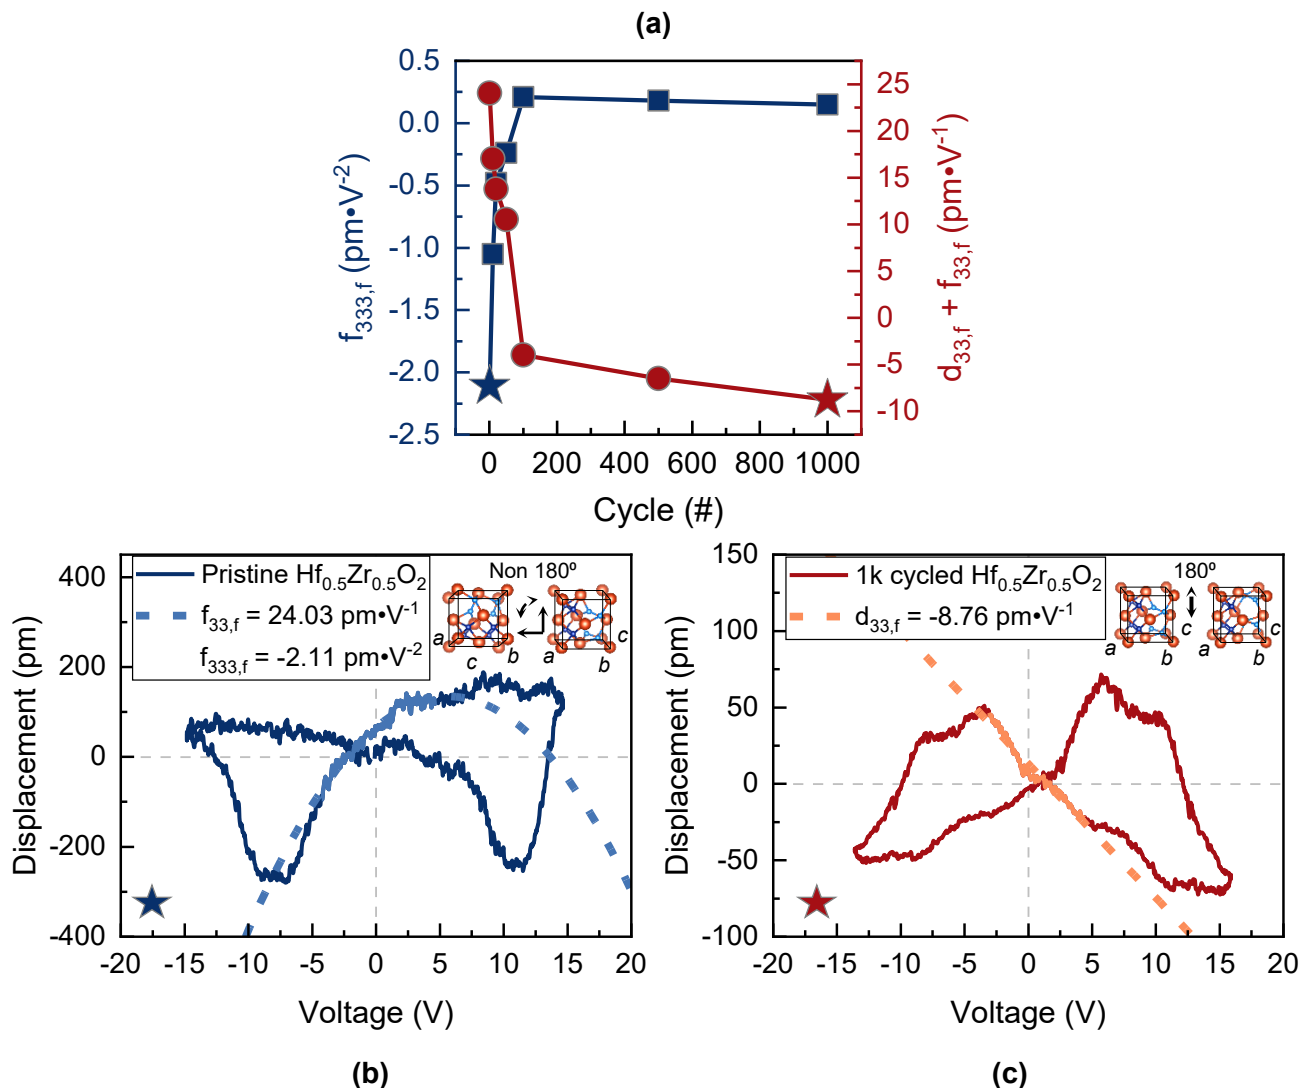 (a)
f333,f (pm•V-2)
0.5
0.0
-0.5
-1.0
-1.5
-2.0
-2.5
25
20
15
10
5
0
-5
-10
d33,f + f33,f (pm•V-1)
0 200 400 600 800 1000
Cycle (#)
Displacement (pm)
400
200
0
-200
-400
Pristine Hf0.5Zr0.5O2
f33,f = 24.03 pm•V-1
f333,f = -2.11 pm•V-2
Non 180º
a c b a b c
-20 -15 -10 -5 0 5 10 15 20
Voltage (V)
(b)
Displacement (pm)
150
100
50
0
-50
-100
1k cycled Hf0.5Zr0.5O2
d33,f = -8.76 pm•V-1
180º
a b c a b c
-20 -15 -10 -5 0 5 10 15 20
Voltage (V)
(c)